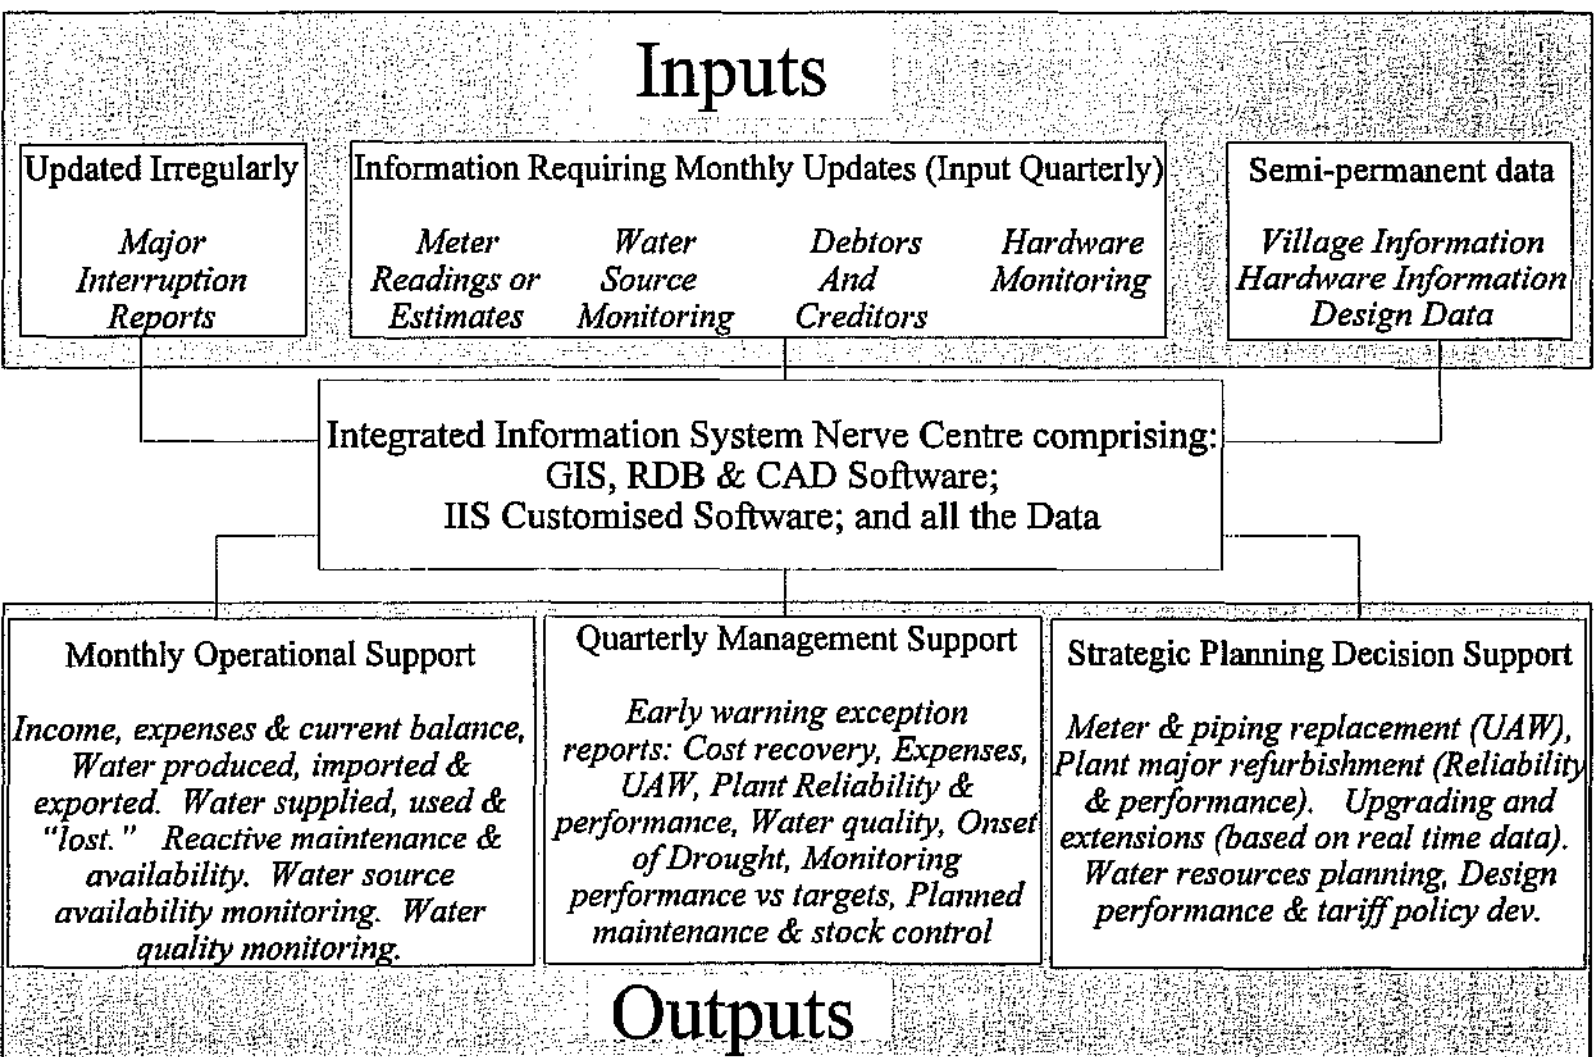 Inputs
Updated Irregularly
Major
Interruption
Reports
Information Requiring Monthly Updates (Input Quarterly)
Meter
Readings or
Estimates
Water
Source
Monitoring
Debtors
And
Creditors
Hardware
Monitoring
Semi-permanent data
Village Information
Hardware Information
Design Data
Integrated Information System Nerve Centre comprising:
GIS, RDB & CAD Software;
IIS Customised Software; and all the Data
Monthly Operational Support
Income, expenses & current balance,
Water produced, imported &
exported. Water supplied, used &
“lost.” Reactive maintenance &
availability. Water source
availability monitoring. Water
quality monitoring.
Quarterly Management Support
Early warning exception
reports: Cost recovery, Expenses,
UAW, Plant Reliability &
performance, Water quality, Onset
of Drought, Monitoring
performance vs targets, Planned
maintenance & stock control
Strategic Planning Decision Support
Meter & piping replacement (UAW),
Plant major refurbishment (Reliability
& performance). Upgrading and
extensions (based on real time data).
Water resources planning, Design
performance & tariff policy dev.
Outputs